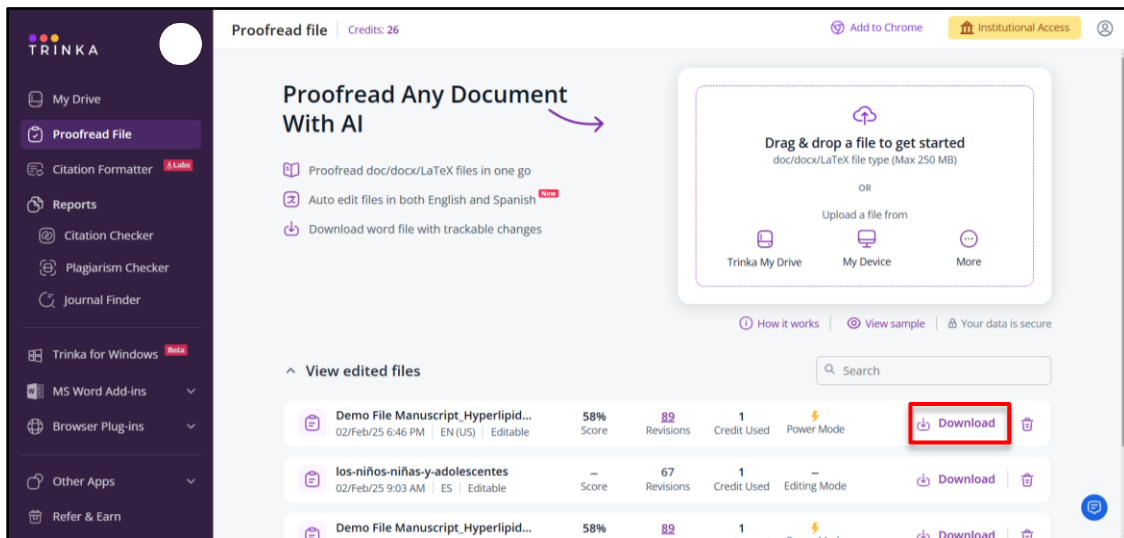 TRINKA
My Drive
Proofread File
Citation Formatter Labs
Reports
Citation Checker
Plagiarism Checker
Journal Finder
Trinka for Windows Beta
MS Word Add-ins
Browser Plug-ins
Other Apps
Refer & Earn
Proofread file Credits: 26
Add to Chrome
Institutional Access
Proofread Any Document
With AI
Proofread doc/docx/LaTeX files in one go
Auto edit files in both English and Spanish New
Download word file with trackable changes
Drag & drop a file to get started
doc/docx/LaTeX file type (Max 250 MB)
OR
Upload a file from
Trinka My Drive My Device More
How it works View sample Your data is secure
View edited files
Search
Demo File Manuscript_Hyperlipid... 58% 89 1 Download
02/Feb/25 6:46 PM EN (US) Editable Score Revisions Credit Used Power Mode
los-niños-niñas-y-adolescentes – 67 1 – Download
02/Feb/25 9:03 AM ES Editable Score Revisions Credit Used Editing Mode
Demo File Manuscript_Hyperlipid... 58% 89 1 Download